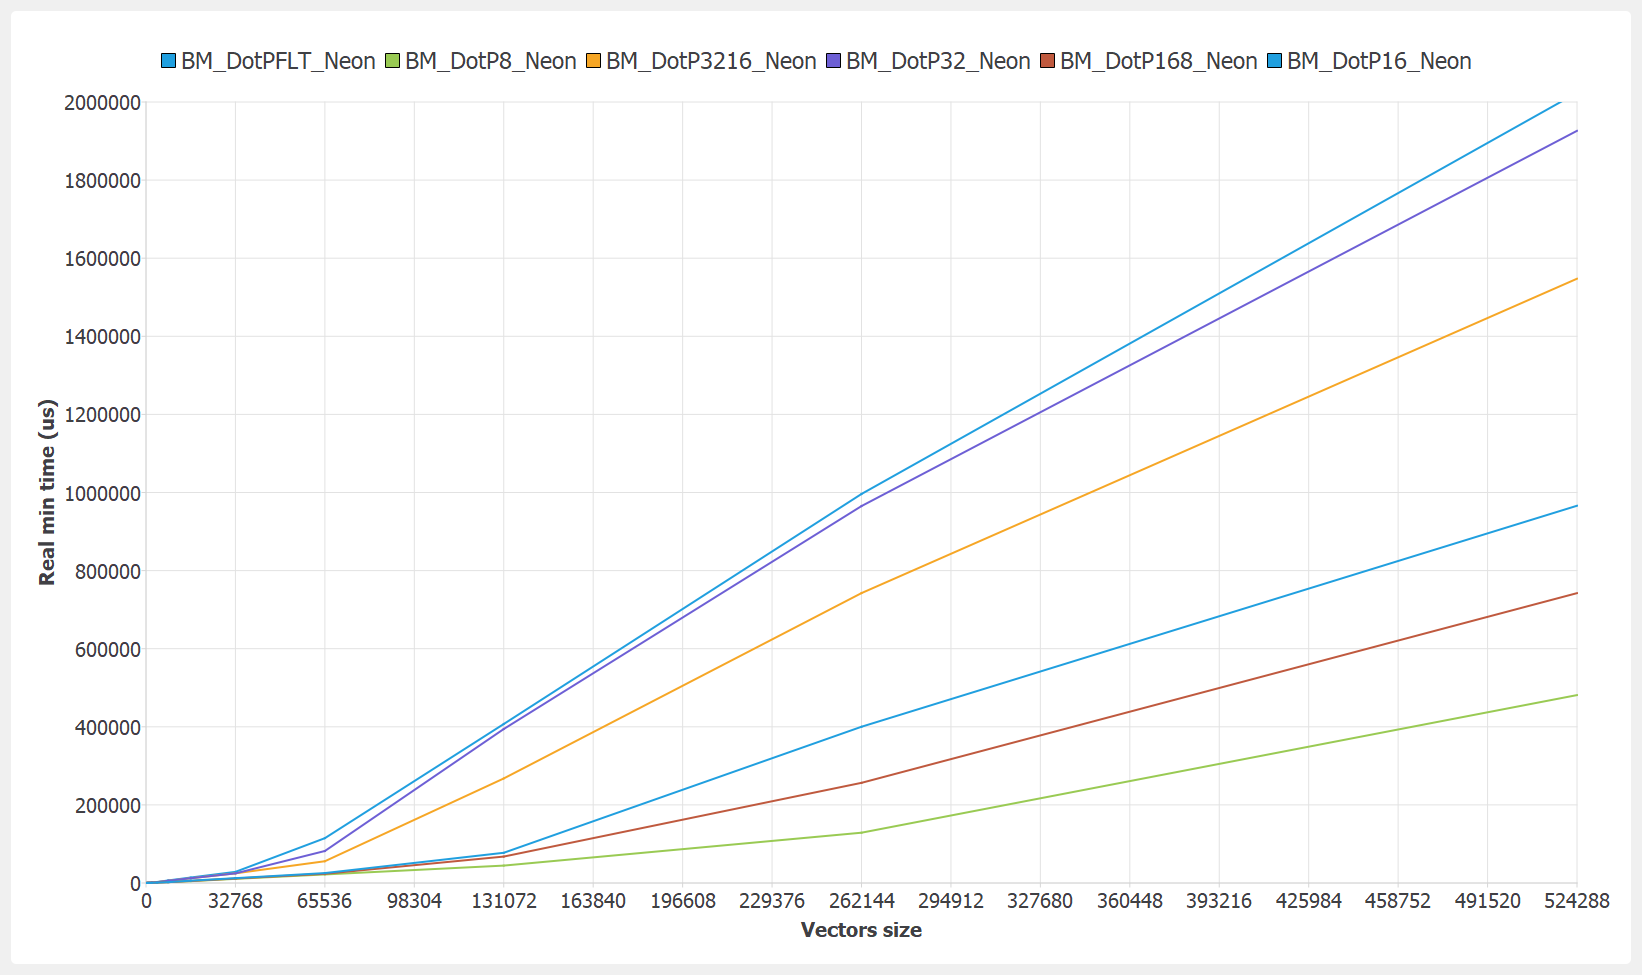 BM_DotPFLT_Neon BM_DotP8_Neon BM_DotP3216_Neon BM_DotP32_Neon BM_DotP168_Neon BM_DotP16_Neon
2000000
1800000
1600000
1400000
1200000
1000000
800000
600000
400000
200000
0
Real min time (us)
0 32768 65536 98304 131072 163840 196608 229376 262144 294912 327680 360448 393216 425984 458752 491520 524288
Vectors size